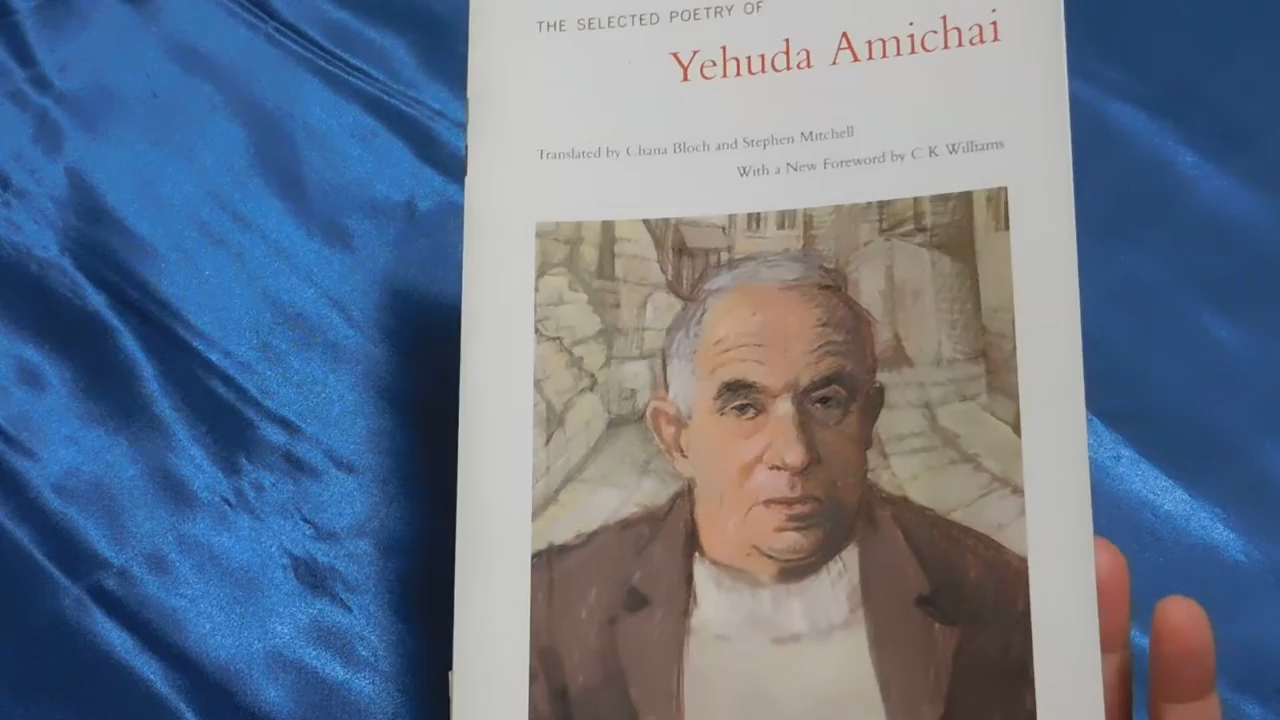 THE SELECTED POETRY OF
Yehuda Amichai
Translated by Chana Bloch and Stephen Mitchell
With a New Foreword by C. K. Williams